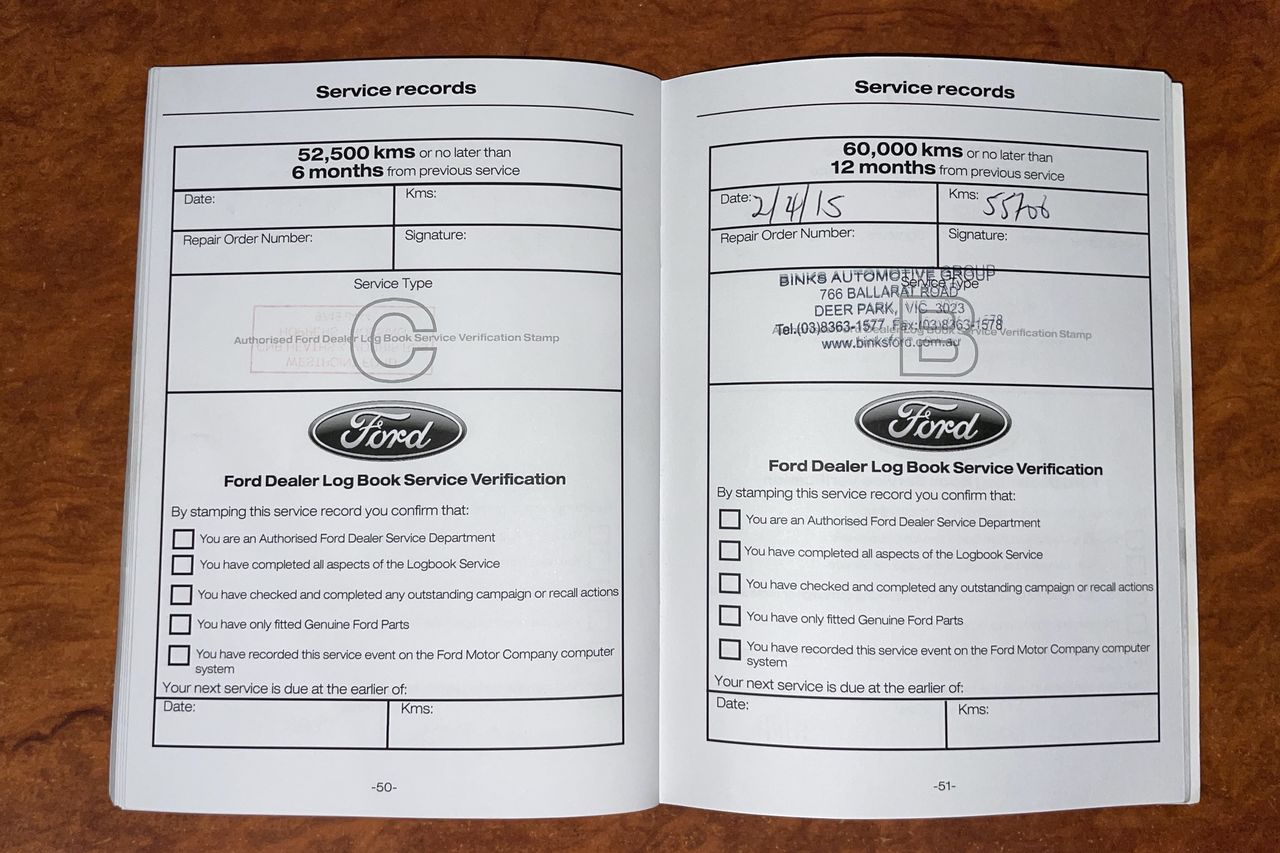 Service records
52,500 kms or no later than
6 months from previous service
Date:
Kms:
Repair Order Number:
Signature:
Service Type
C
Authorised Ford Dealer Log Book Service Verification Stamp
Ford
Ford Dealer Log Book Service Verification
By stamping this service record you confirm that:
You are an Authorised Ford Dealer Service Department
You have completed all aspects of the Logbook Service
You have checked and completed any outstanding campaign or recall actions
You have only fitted Genuine Ford Parts
You have recorded this service event on the Ford Motor Company computer
system
Your next service is due at the earlier of:
Date:
Kms:
-50-
Service records
60,000 kms or no later than
12 months from previous service
Date: 2/4/15
Kms: 55706
Repair Order Number:
Signature:
BINKS AUTOMOTIVE GROUP
Service Type
766 BALLARAT ROAD
DEER PARK, VIC 3023
Tel.(03)8363-1577, Fax:(03)8363-1578
Authorised Ford Dealer Log Book Service Verification Stamp
www.binksford.com.au
B
Ford
Ford Dealer Log Book Service Verification
By stamping this service record you confirm that:
You are an Authorised Ford Dealer Service Department
You have completed all aspects of the Logbook Service
You have checked and completed any outstanding campaign or recall actions
You have only fitted Genuine Ford Parts
You have recorded this service event on the Ford Motor Company computer
system
Your next service is due at the earlier of:
Date:
Kms:
-51-